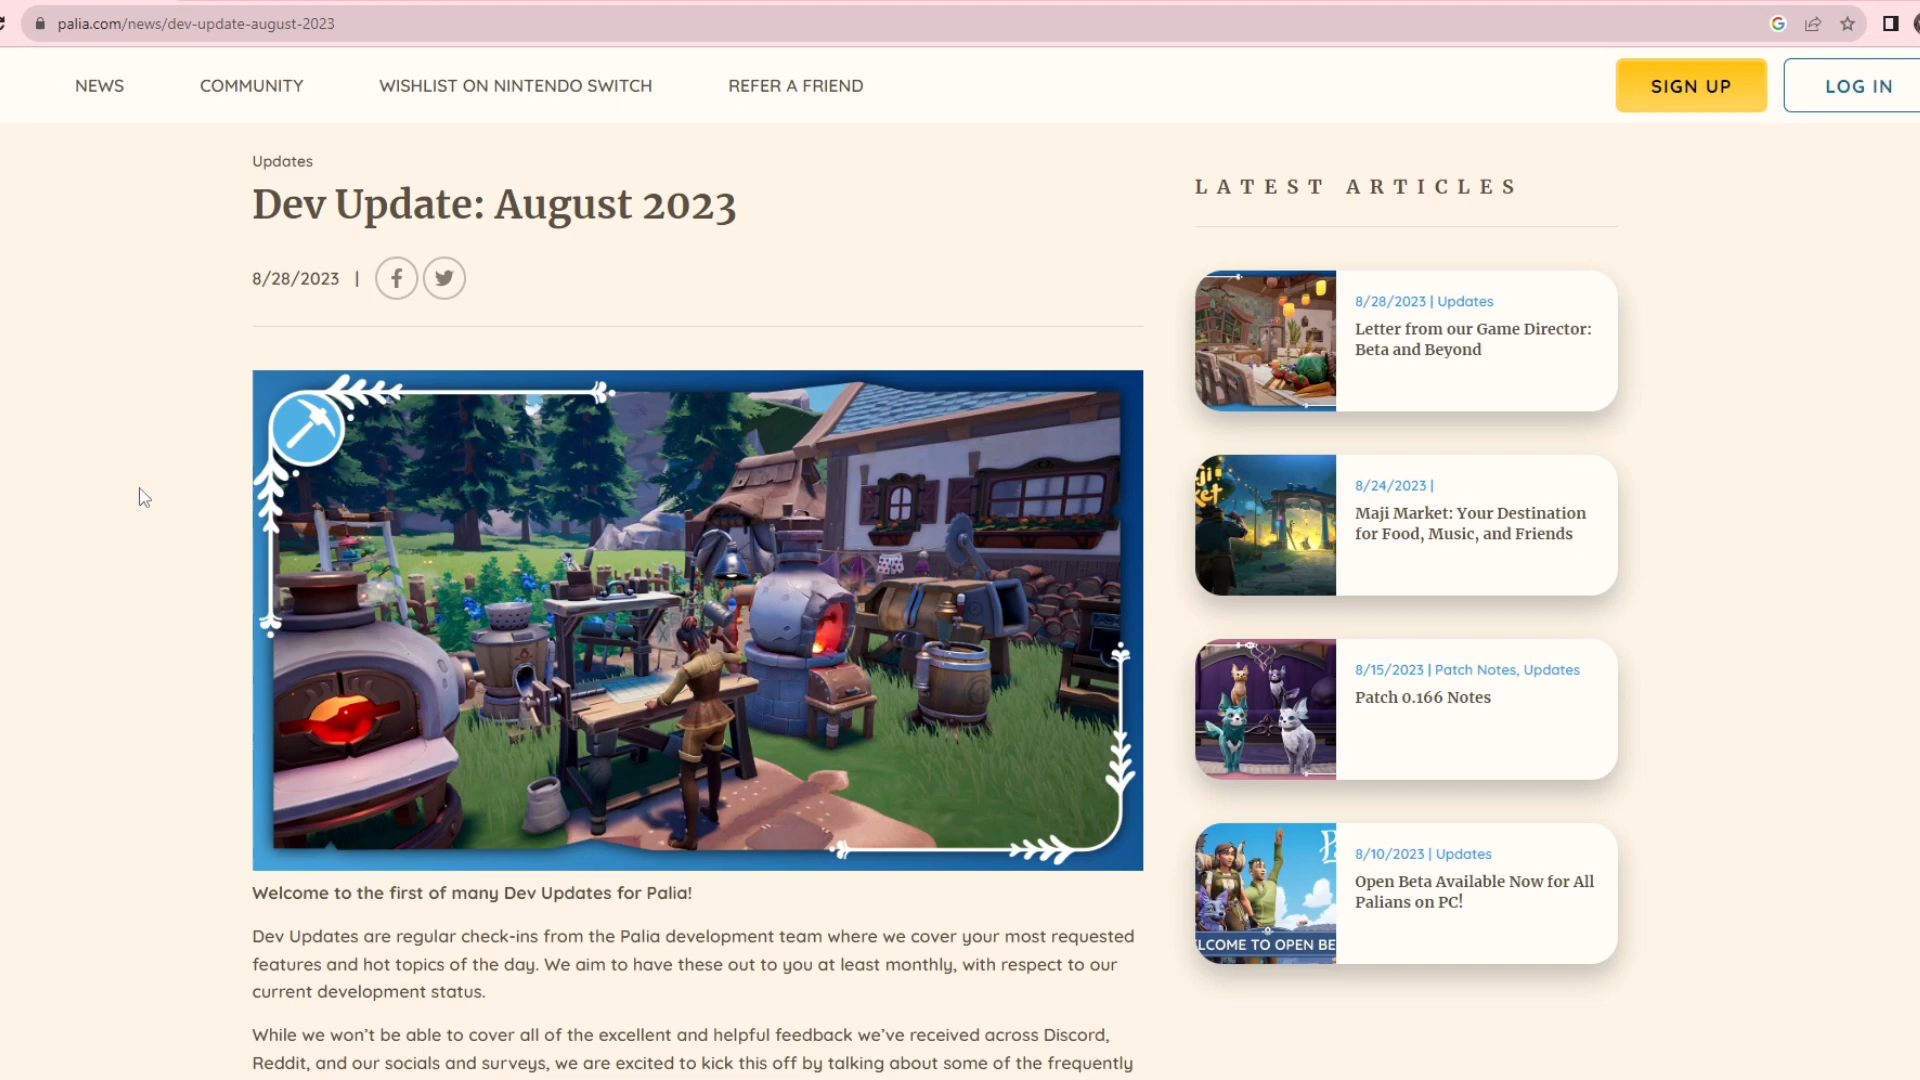 palia.com/news/dev-update-august-2023
NEWS
COMMUNITY
WISHLIST ON NINTENDO SWITCH
REFER A FRIEND
SIGN UP
LOG IN
Updates
Dev Update: August 2023
8/28/2023 |
Welcome to the first of many Dev Updates for Palia!
Dev Updates are regular check-ins from the Palia development team where we cover your most requested
features and hot topics of the day. We aim to have these out to you at least monthly, with respect to our
current development status.
While we won’t be able to cover all of the excellent and helpful feedback we’ve received across Discord,
Reddit, and our socials and surveys, we are excited to kick this off by talking about some of the frequently
LATEST ARTICLES
8/28/2023 | Updates
Letter from our Game Director:
Beta and Beyond
8/24/2023 |
Maji Market: Your Destination
for Food, Music, and Friends
8/15/2023 | Patch Notes, Updates
Patch 0.166 Notes
LCOME TO OPEN BE
8/10/2023 | Updates
Open Beta Available Now for All
Palians on PC!